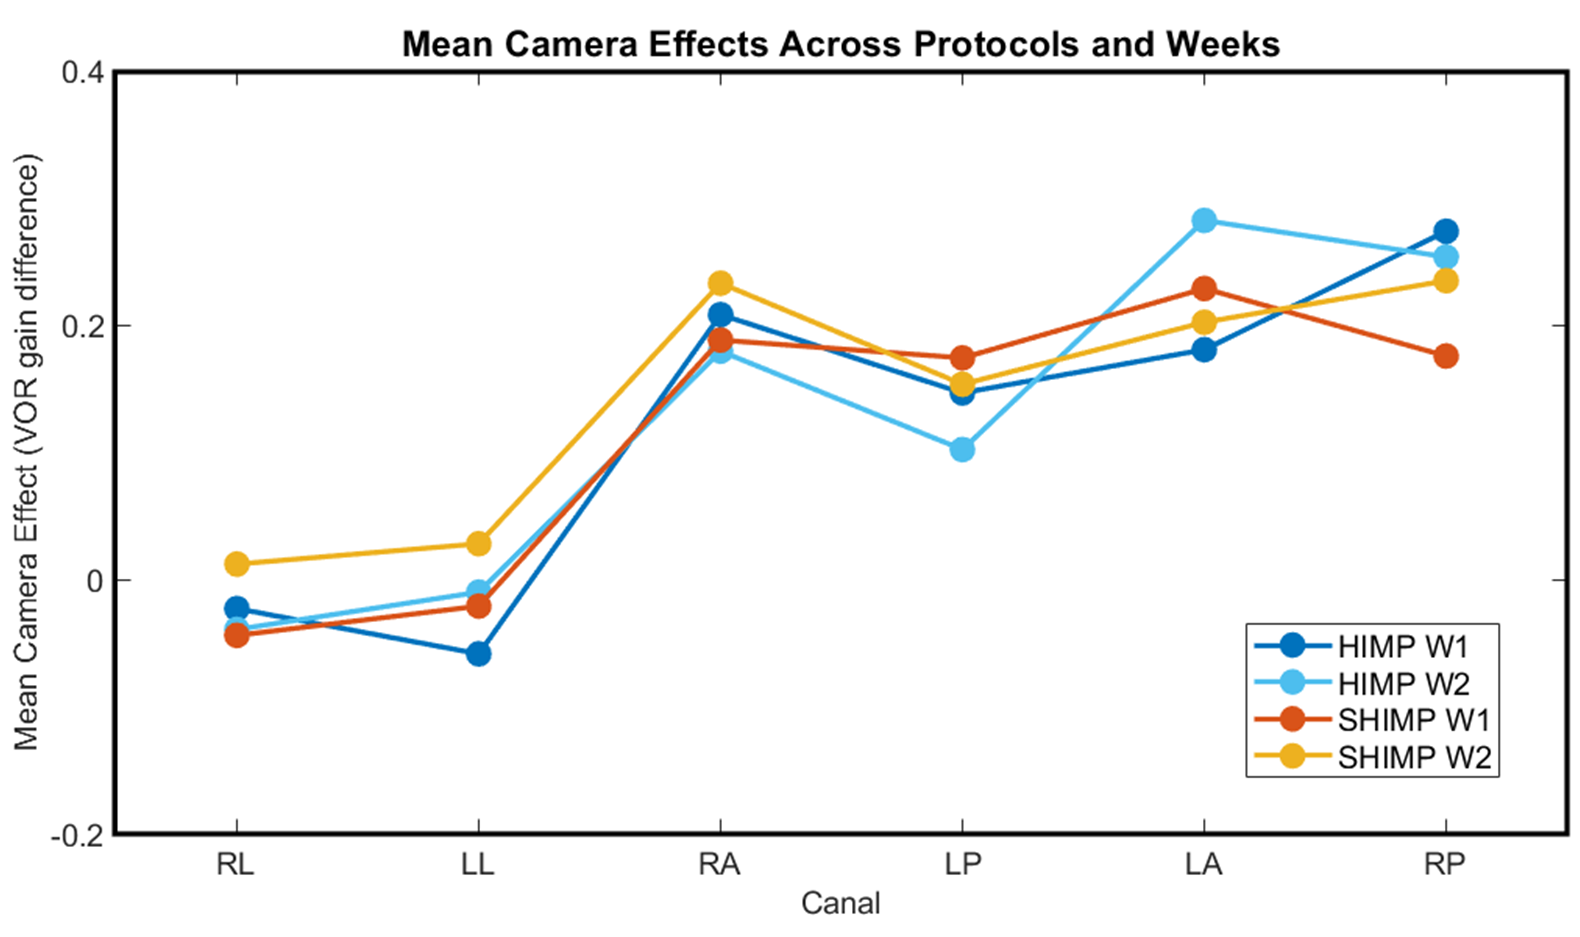 Mean Camera Effects Across Protocols and Weeks
Mean Camera Effect (VOR gain difference)
0.4
0.2
0
-0.2
RL LL RA LP LA RP
Canal
HIMP W1
HIMP W2
SHIMP W1
SHIMP W2